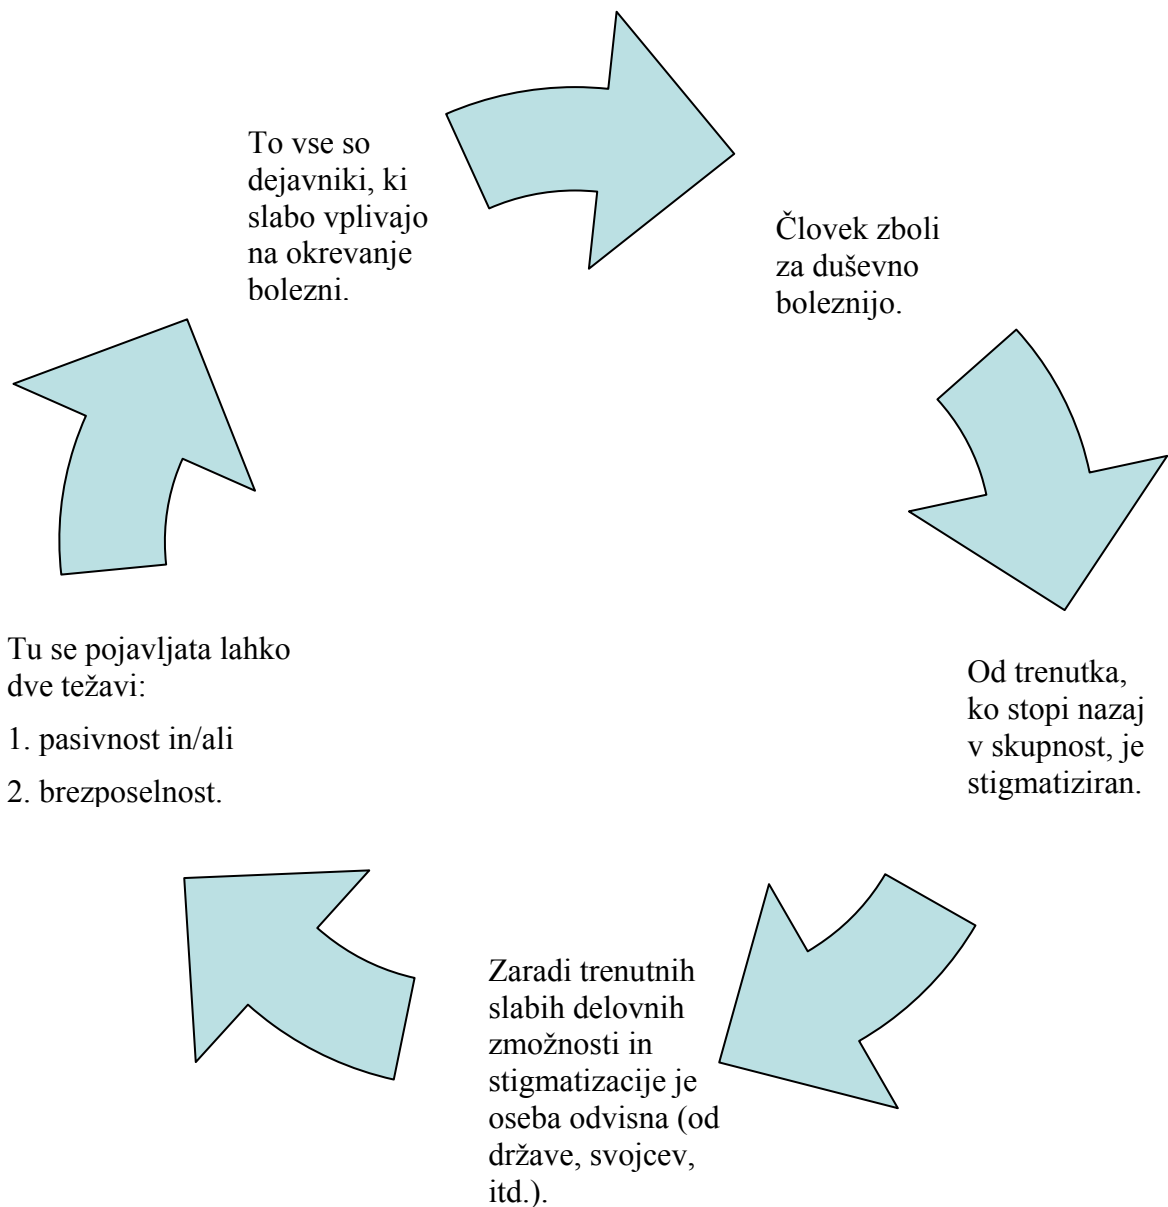 To vse so
dejavniki, ki
slabo vplivajo
na okrevanje
bolezni.
Človek zboli
za duševno
boleznijo.
Od trenutka,
ko stopi nazaj
v skupnost, je
stigmatiziran.
Zaradi trenutnih
slabih delovnih
zmožnosti in
stigmatizacije je
oseba odvisna (od
države, svojcev,
itd.).
Tu se pojavljata lahko
dve težavi:
1. pasivnost in/ali
2. brezposelnost.